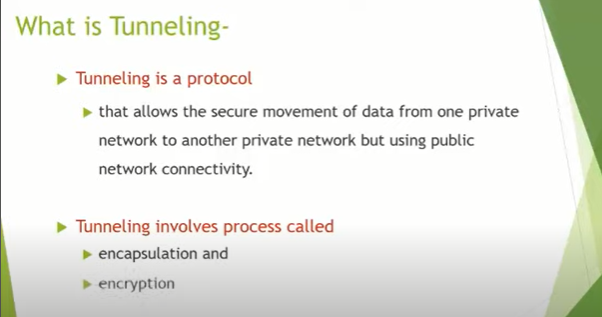 What is Tunneling-
Tunneling is a protocol
that allows the secure movement of data from one private
network to another private network but using public
network connectivity.
Tunneling involves process called
encapsulation and
encryption